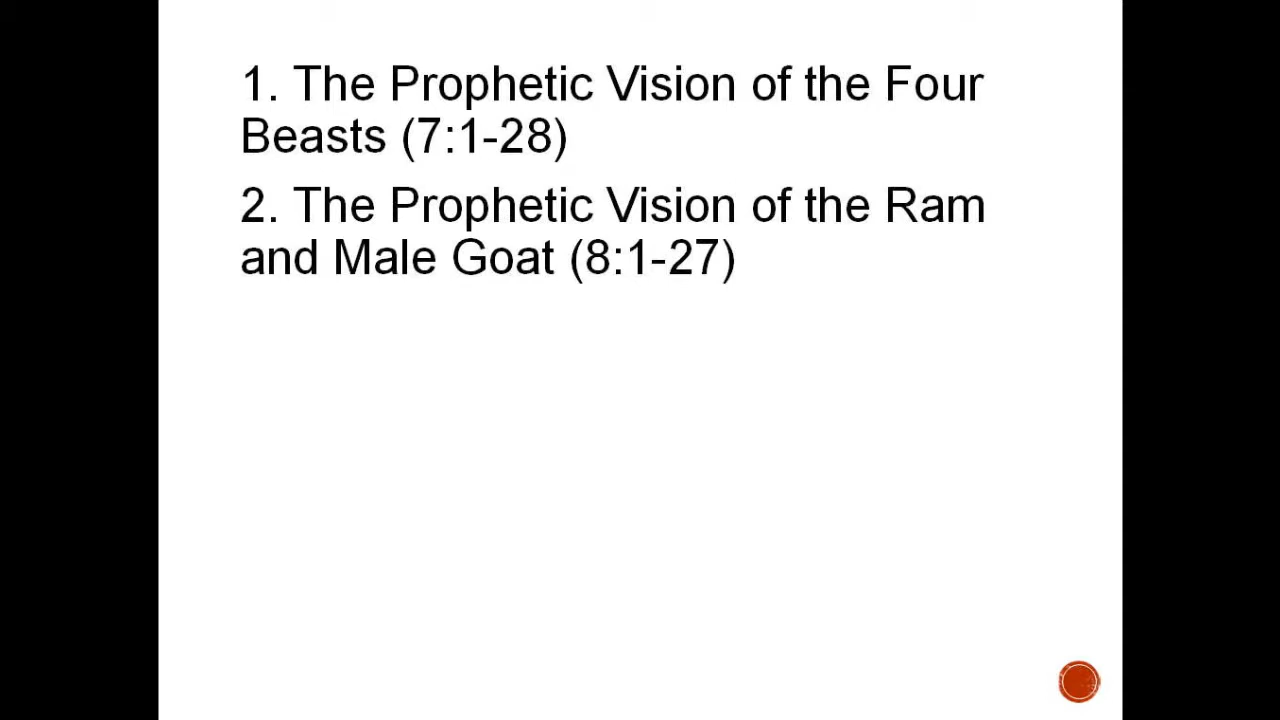 1. The Prophetic Vision of the Four
Beasts (7:1-28)
2. The Prophetic Vision of the Ram
and Male Goat (8:1-27)